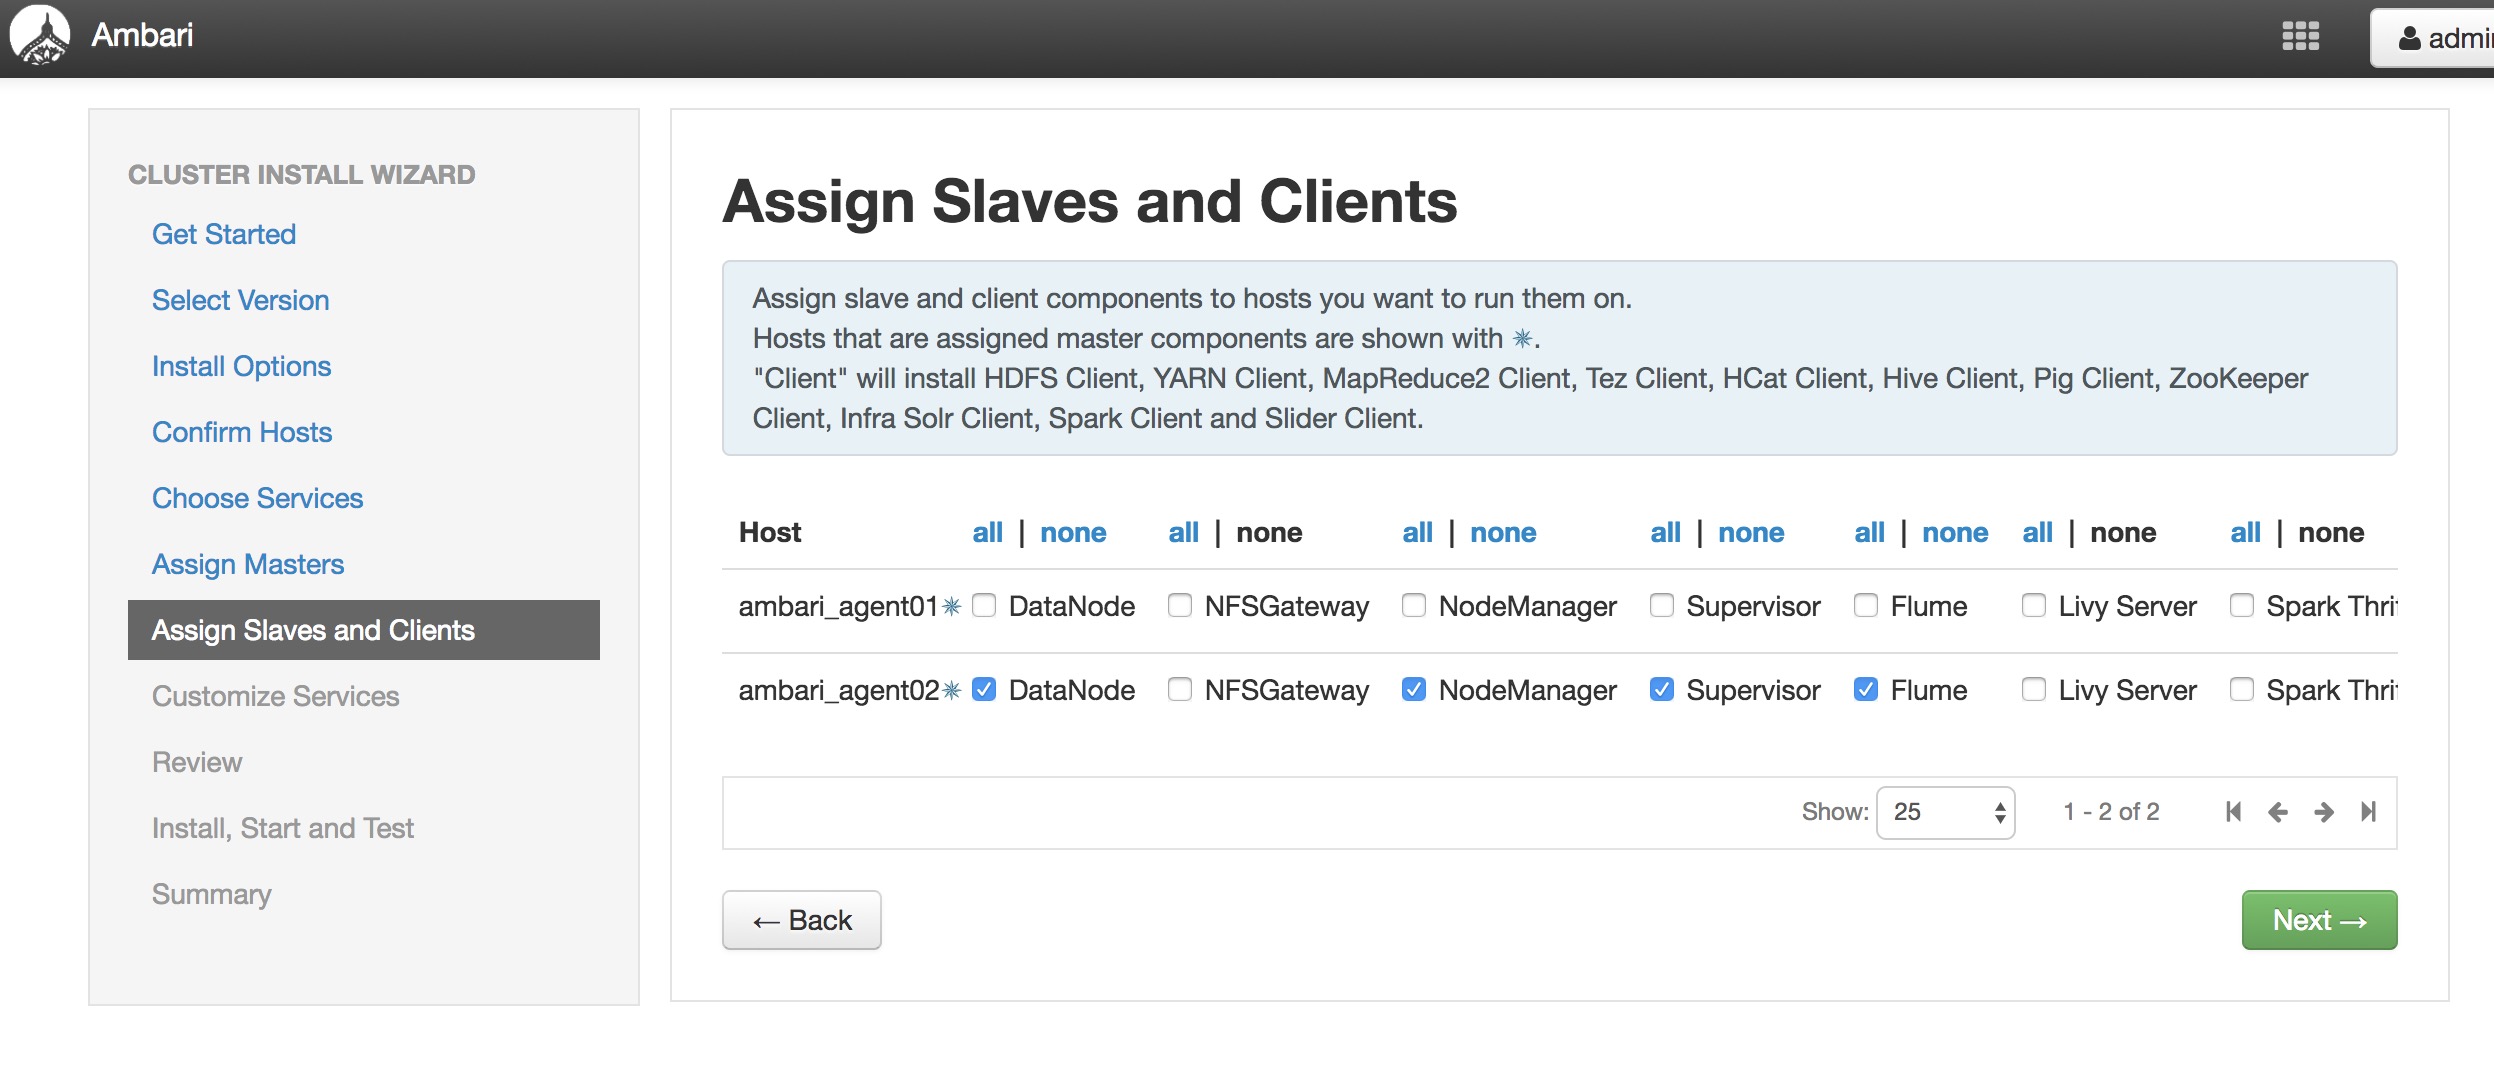 Ambari
admin
CLUSTER INSTALL WIZARD
Get Started
Select Version
Install Options
Confirm Hosts
Choose Services
Assign Masters
Assign Slaves and Clients
Customize Services
Review
Install, Start and Test
Summary
Assign Slaves and Clients
Assign slave and client components to hosts you want to run them on.
Hosts that are assigned master components are shown with ✵.
"Client" will install HDFS Client, YARN Client, MapReduce2 Client, Tez Client, HCat Client, Hive Client, Pig Client, ZooKeeper
Client, Infra Solr Client, Spark Client and Slider Client.
Host all | none all | none all | none all | none all | none all | none all | none
ambari_agent01✵ DataNode NFSGateway NodeManager Supervisor Flume Livy Server Spark Thri
ambari_agent02✵ DataNode NFSGateway NodeManager Supervisor Flume Livy Server Spark Thri
Show: 25 1 - 2 of 2
← Back
Next →